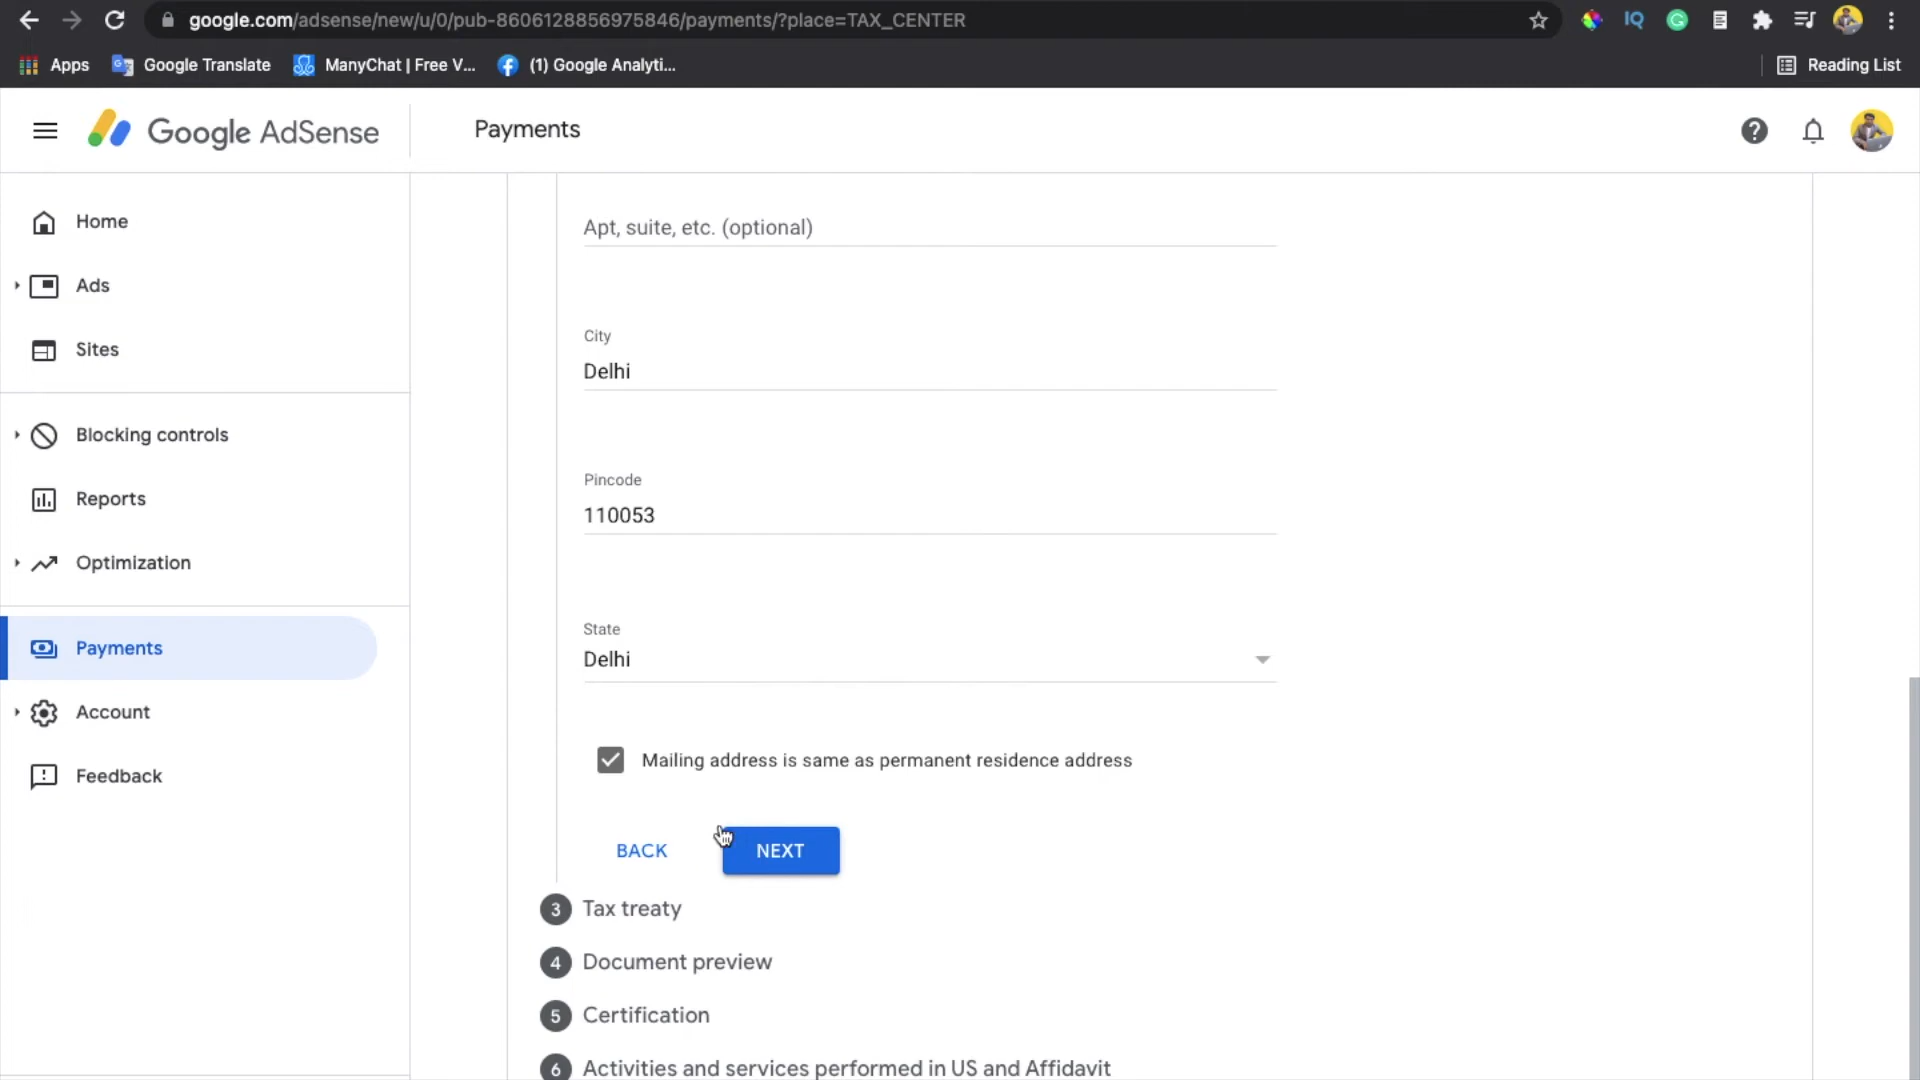 google.com/adsense/new/u/0/pub-8606128856975846/payments/?place=TAX_CENTER
IQ
Apps
Google Translate
ManyChat | Free V...
(1) Google Analyti...
Reading List
Google AdSense
Payments
Home
Ads
Sites
Blocking controls
Reports
Optimization
Payments
Account
Feedback
Apt, suite, etc. (optional)
City
Delhi
Pincode
110053
State
Delhi
Mailing address is same as permanent residence address
BACK
NEXT
3 Tax treaty
4 Document preview
5 Certification
6 Activities and services performed in US and Affidavit